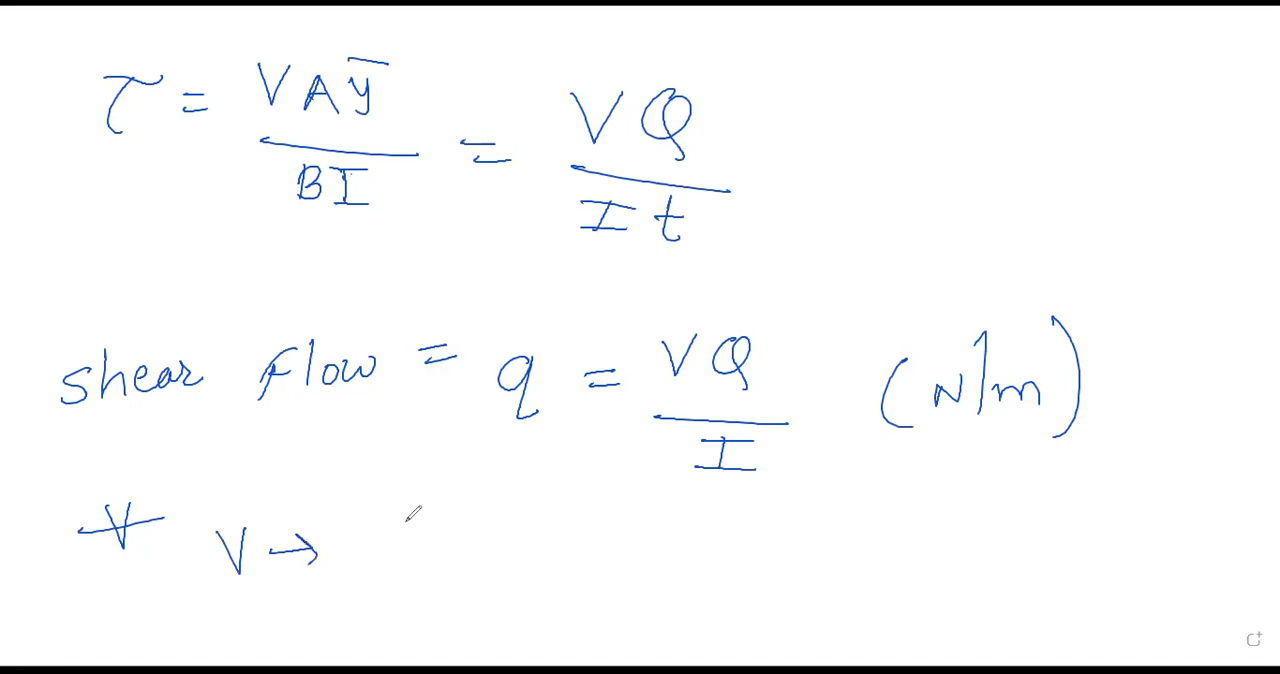 τ = VAȳ / BI = VQ / It
shear flow = q = VQ / I (N/m)
V V →